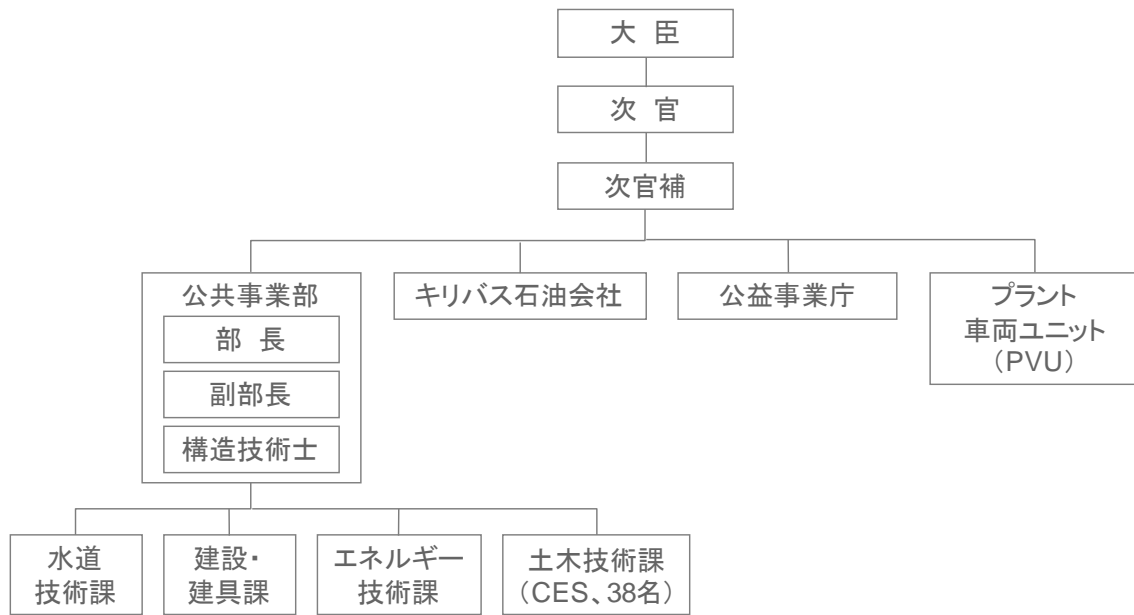 大 臣
次 官
次官補
公共事業部
部 長
副部長
構造技術士
キリバス石油会社
公益事業庁
プラント
車両ユニット
（PVU）
水道
技術課
建設・
建具課
エネルギー
技術課
土木技術課
（CES、38名）